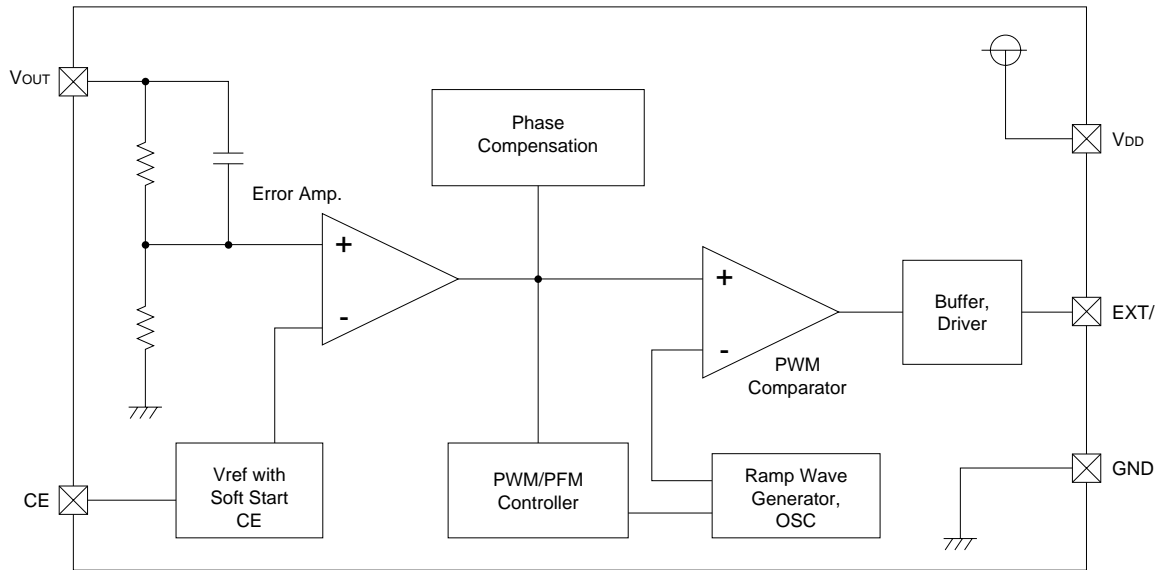 VOUT
Phase
Compensation
VDD
Error Amp.
+
-
+
-
Buffer,
Driver
EXT/
PWM
Comparator
Vref with
Soft Start
CE
PWM/PFM
Controller
Ramp Wave
Generator,
OSC
GND
CE